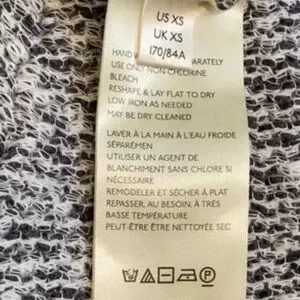 US XS
UK XS
170/84A
HAND W PARATELY
USE ONLY NON-CHLORINE
BLEACH
RESHAPE & LAY FLAT TO DRY
LOW IRON AS NEEDED
MAY BE DRY CLEANED
LAVER À LA MAIN À L'EAU FROIDE
SÉPARÉMEN
UTILISER UN AGENT DE
BLANCHIMENT SANS CHLORE SI
NÉCESSAIRE
REMODELER ET SÉCHER À PLAT
REPASSER, AU BESOIN, À TRÈS
BASSE TEMPÉRATURE
PEUT-ÊTRE ÊTRE NETTOYÉE SEC